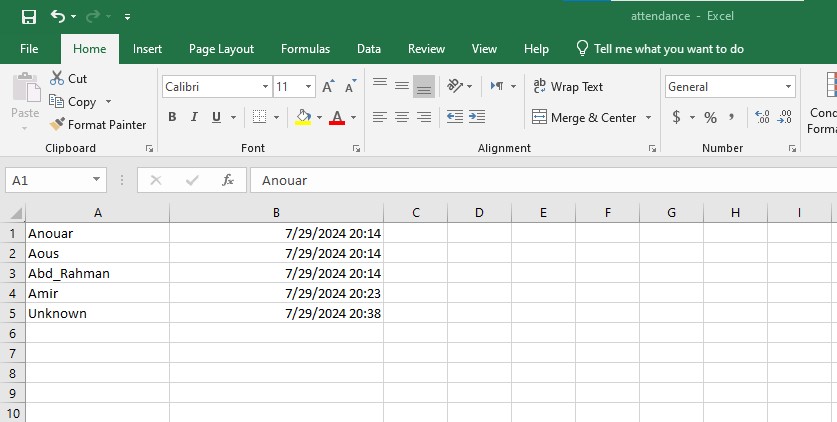 attendance - Excel
File Home Insert Page Layout Formulas Data Review View Help Tell me what you want to do
Cut
Copy
Format Painter
Paste
Clipboard
Calibri 11 A A
B I U A
Font
ab
Wrap Text
Merge & Center
Alignment
General
$ % ,
Number
Cond
Forma
A1 fx Anouar
A B C D E F G H I
1 Anouar 7/29/2024 20:14
2 Aous 7/29/2024 20:14
3 Abd_Rahman 7/29/2024 20:14
4 Amir 7/29/2024 20:23
5 Unknown 7/29/2024 20:38
6
7
8
9
10